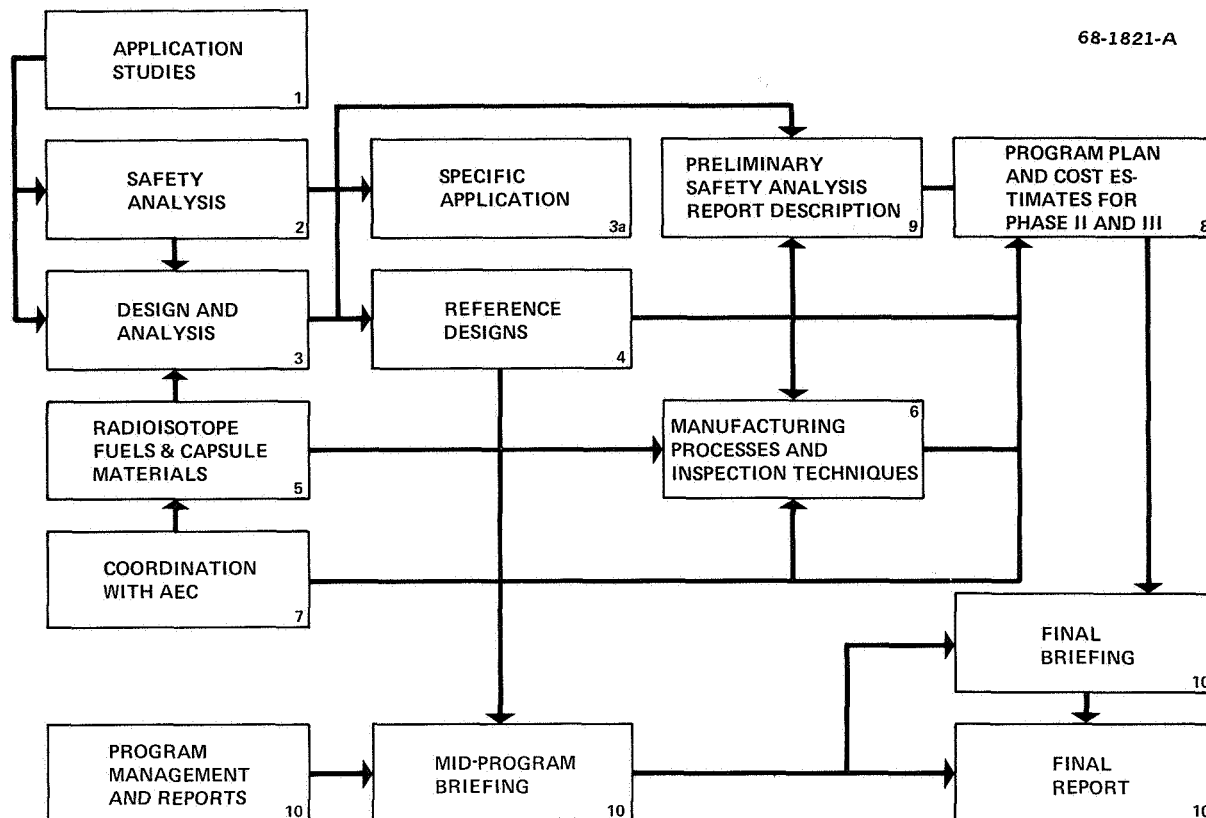 68-1821-A
APPLICATION
STUDIES
1
SAFETY
ANALYSIS
2
SPECIFIC
APPLICATION
3a
PRELIMINARY
SAFETY ANALYSIS
REPORT DESCRIPTION
9
PROGRAM PLAN
AND COST ES-
TIMATES FOR
PHASE II AND III
8
DESIGN AND
ANALYSIS
3
REFERENCE
DESIGNS
4
RADIOISOTOPE
FUELS & CAPSULE
MATERIALS
5
6
MANUFACTURING
PROCESSES AND
INSPECTION TECHNIQUES
COORDINATION
WITH AEC
7
FINAL
BRIEFING
10
PROGRAM
MANAGEMENT
AND REPORTS
10
MID-PROGRAM
BRIEFING
10
FINAL
REPORT
10